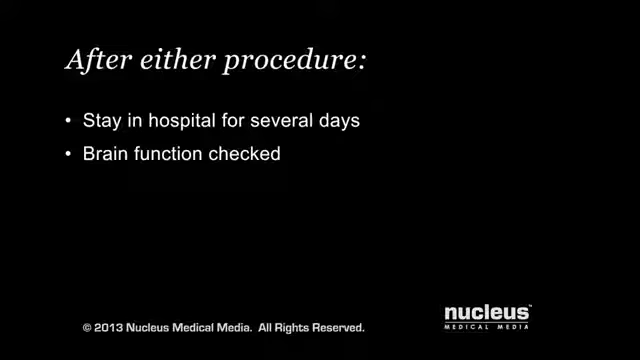 After either procedure:
• Stay in hospital for several days
• Brain function checked
nucleus™
MEDICAL MEDIA
© 2013 Nucleus Medical Media. All Rights Reserved.